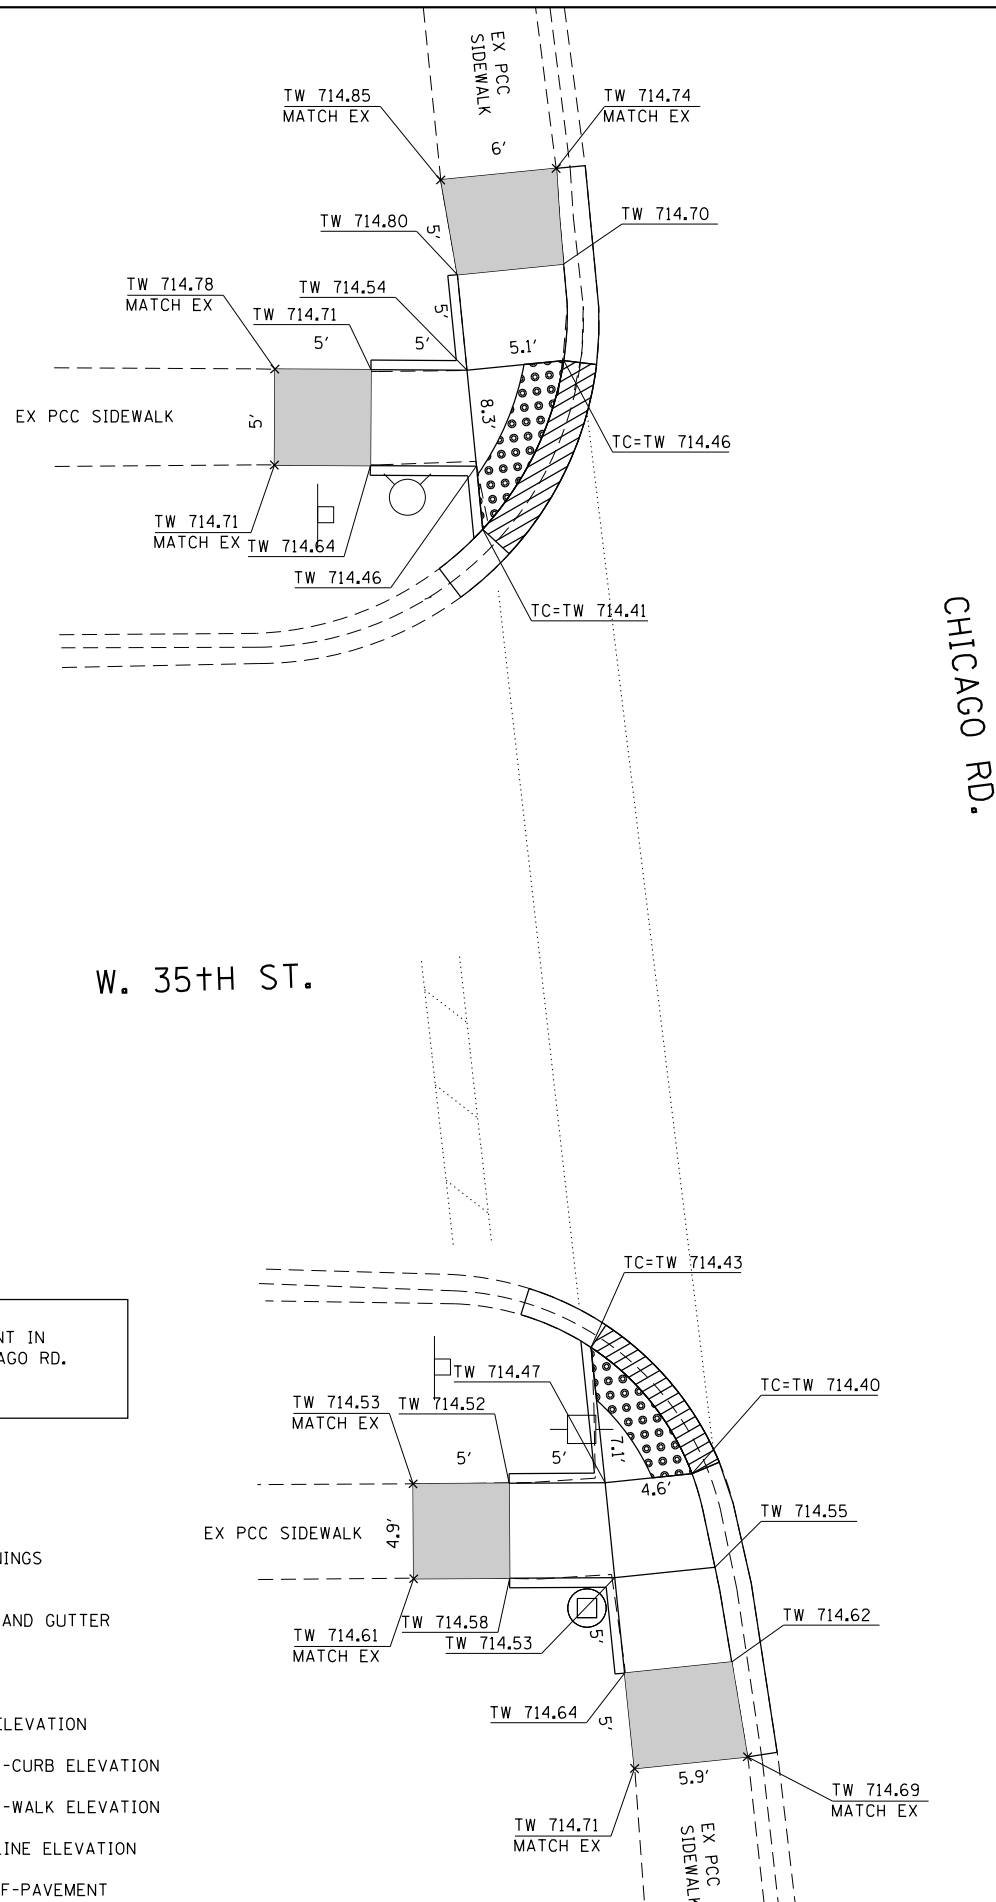 EX PCC
SIDEWALK
TW 714.85
MATCH EX
TW 714.74
MATCH EX
6'
TW 714.80
5'
TW 714.70
TW 714.78
MATCH EX
TW 714.54
TW 714.71
5'
5'
5'
5.1'
EX PCC SIDEWALK
5'
8.3'
TC=TW 714.46
TW 714.71
MATCH EX
TW 714.64
TW 714.46
TC=TW 714.41
CHICAGO RD.
W. 35tH ST.
TC=TW 714.43
NT IN
AGO RD.
TW 714.47
TC=TW 714.40
TW 714.53
MATCH EX
TW 714.52
5'
5'
7.1'
4.6'
EX PCC SIDEWALK
4.9'
TW 714.55
NINGS
AND GUTTER
TW 714.58
TW 714.62
TW 714.61
MATCH EX
TW 714.53
5'
TW 714.64
5'
ELEVATION
-CURB ELEVATION
5.9'
TW 714.69
MATCH EX
-WALK ELEVATION
TW 714.71
MATCH EX
EX PCC
SIDEWALK
LINE ELEVATION
F-PAVEMENT